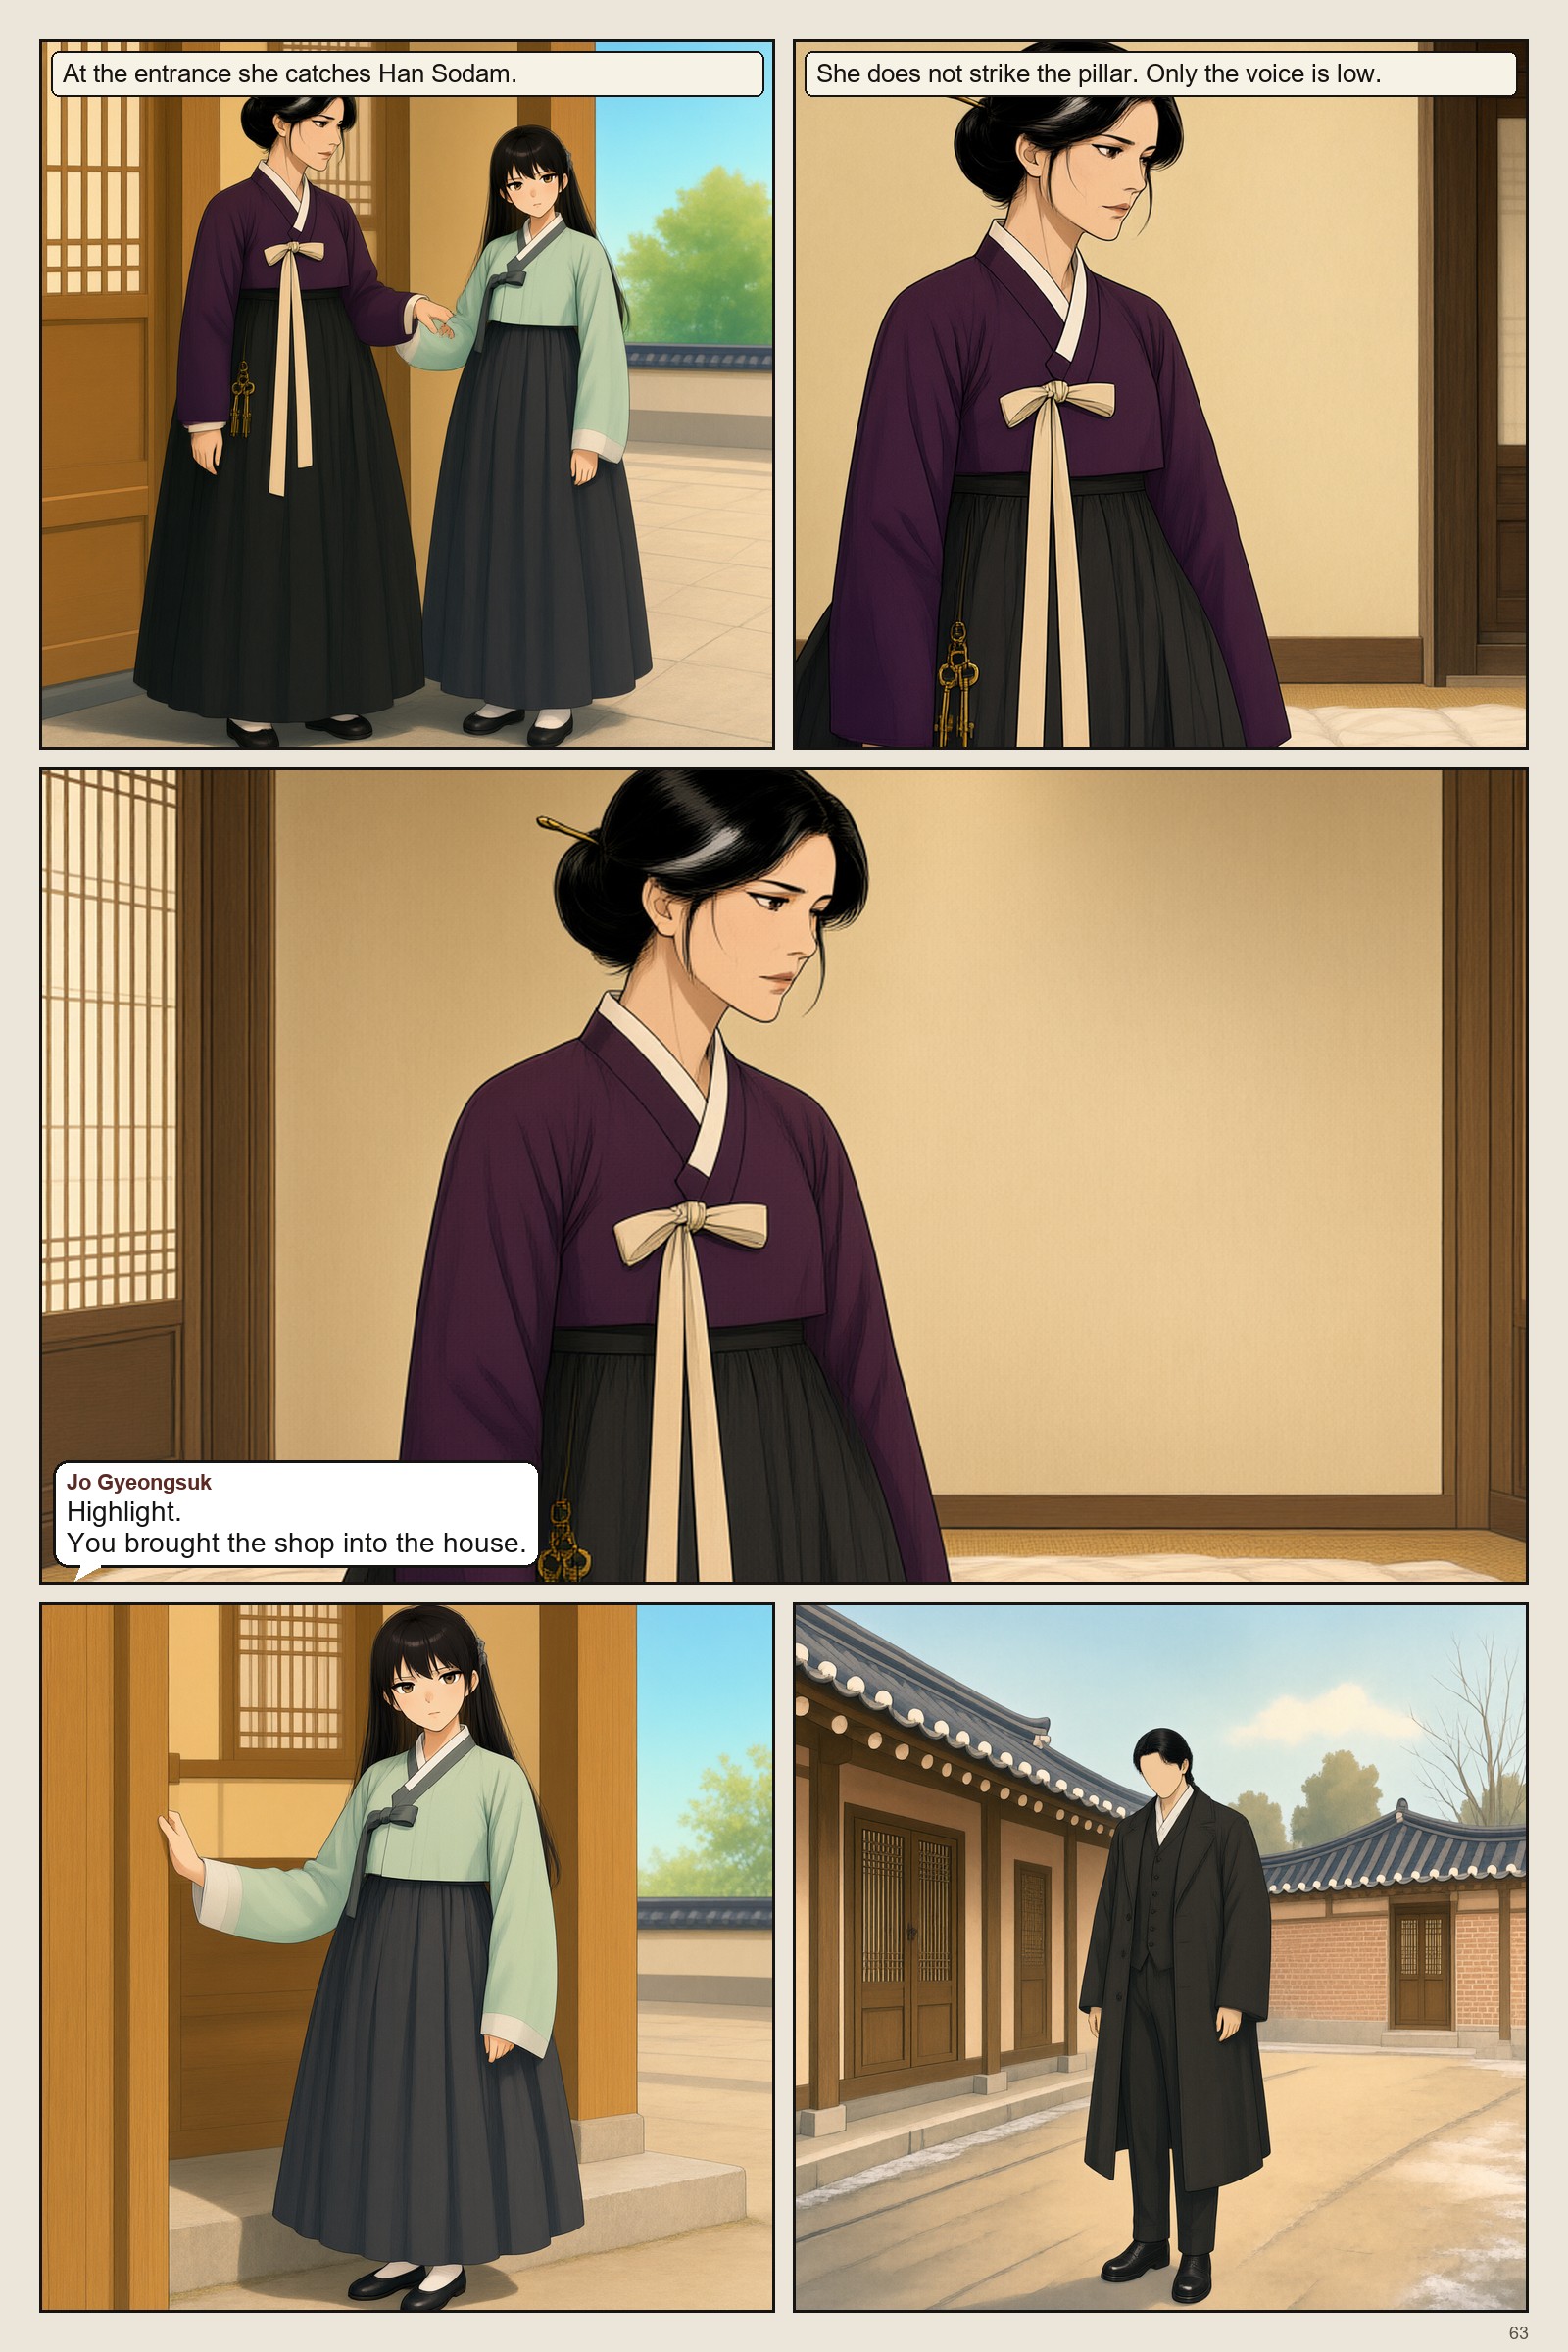 At the entrance she catches Han Sodam.
She does not strike the pillar. Only the voice is low.
Jo Gyeongsuk
Highlight.
You brought the shop into the house.
63